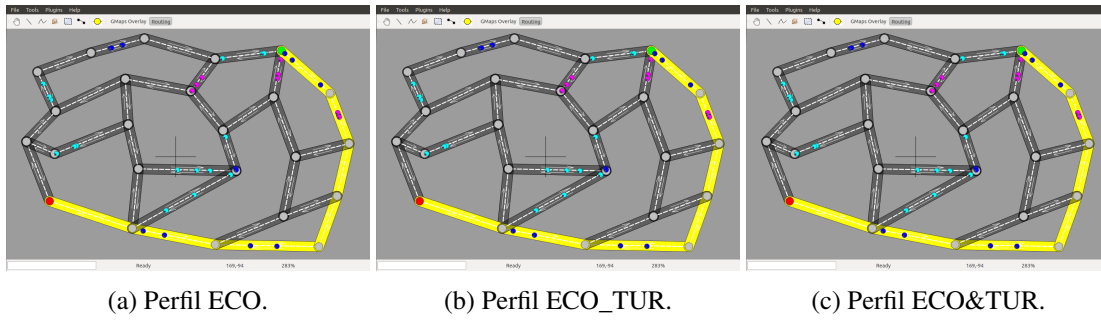 File Tools Plugins Help
GMaps Overlay Routing
Ready 169,-94 283%
(a) Perfil ECO.
File Tools Plugins Help
GMaps Overlay Routing
Ready 169,-94 283%
(b) Perfil ECO_TUR.
File Tools Plugins Help
GMaps Overlay Routing
Ready 169,-94 283%
(c) Perfil ECO&TUR.